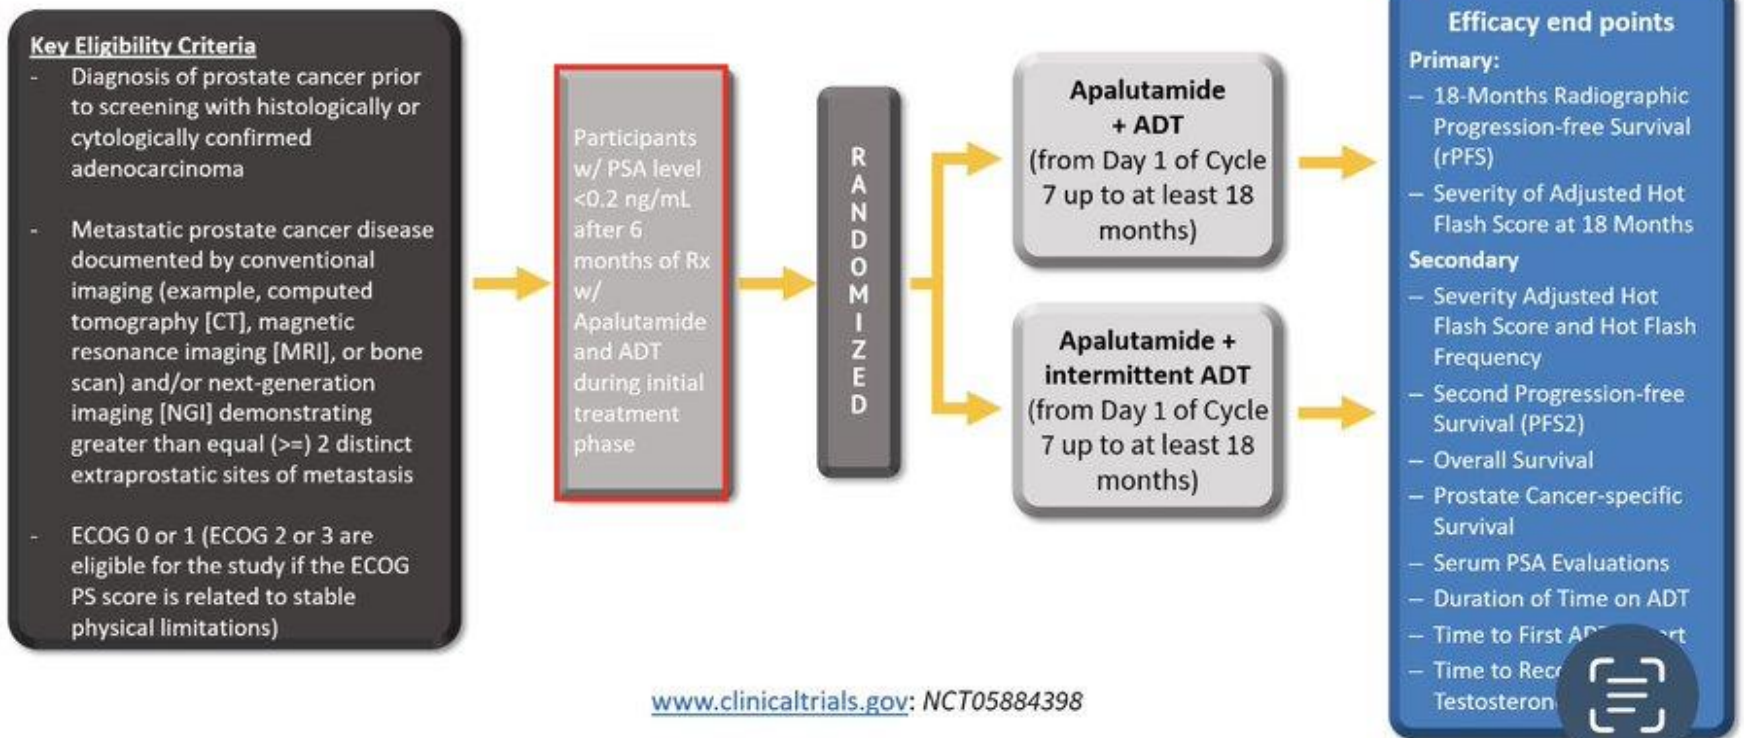 Key Eligibility Criteria
- Diagnosis of prostate cancer prior
to screening with histologically or
cytologically confirmed
adenocarcinoma
- Metastatic prostate cancer disease
documented by conventional
imaging (example, computed
tomography [CT], magnetic
resonance imaging [MRI], or bone
scan) and/or next-generation
imaging [NGI] demonstrating
greater than equal (>=) 2 distinct
extraprostatic sites of metastasis
- ECOG 0 or 1 (ECOG 2 or 3 are
eligible for the study if the ECOG
PS score is related to stable
physical limitations)
Participants
w/ PSA level
<0.2 ng/mL
after 6
months of Rx
w/
Apalutamide
and ADT
during initial
treatment
phase
RANDOMIZED
Apalutamide
+ ADT
(from Day 1 of Cycle
7 up to at least 18
months)
Apalutamide +
intermittent ADT
(from Day 1 of Cycle
7 up to at least 18
months)
Efficacy end points
Primary:
– 18-Months Radiographic
Progression-free Survival
(rPFS)
– Severity of Adjusted Hot
Flash Score at 18 Months
Secondary
– Severity Adjusted Hot
Flash Score and Hot Flash
Frequency
– Second Progression-free
Survival (PFS2)
– Overall Survival
– Prostate Cancer-specific
Survival
– Serum PSA Evaluations
– Duration of Time on ADT
– Time to First
– Time to
www.clinicaltrials.gov: NCT05884398